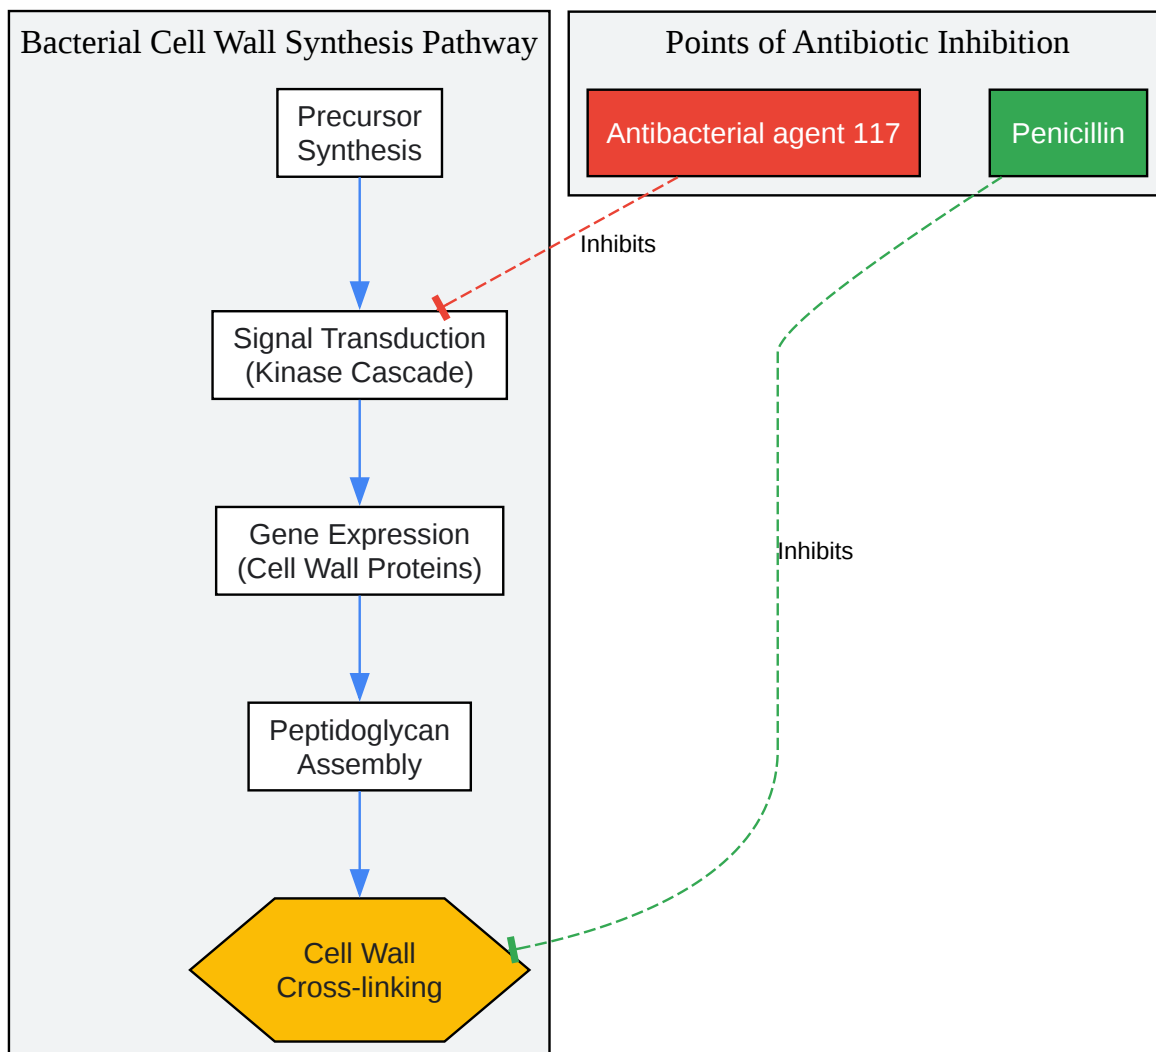 Bacterial Cell Wall Synthesis Pathway
Precursor
Synthesis
Signal Transduction
(Kinase Cascade)
Gene Expression
(Cell Wall Proteins)
Peptidoglycan
Assembly
Cell Wall
Cross-linking
Points of Antibiotic Inhibition
Antibacterial agent 117
Penicillin
Inhibits
Inhibits